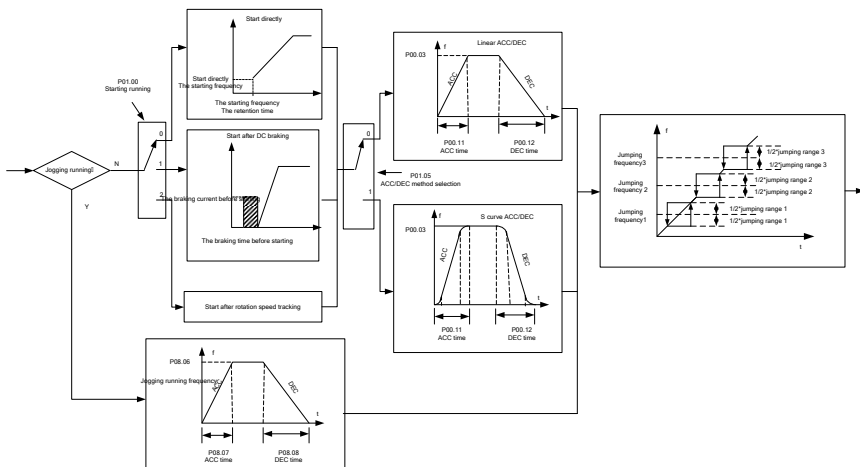 Start directly
Start directly
The starting frequency
The starting frequency
The retention time
P01.00
Starting running
0
1
2
Jogging running
N
Y
Start after DC braking
The braking current before starting
The braking time before starting
Start after rotation speed tracking
0
1
P01.05
ACC/DEC method selection
P00.03
f
Linear ACC/DEC
ACC
DEC
t
P00.11
ACC time
P00.12
DEC time
P00.03
f
S curve ACC/DEC
ACC
DEC
t
P00.11
ACC time
P00.12
DEC time
P08.06
f
Jogging running frequency
ACC
DEC
t
P08.07
ACC time
P08.08
DEC time
f
Jumping
frequency3
Jumping
frequency 2
Jumping
frequency1
1/2*jumping range 3
1/2*jumping range 3
1/2*jumping range 2
1/2*jumping range 2
1/2*jumping range 1
1/2*jumping range 1
t